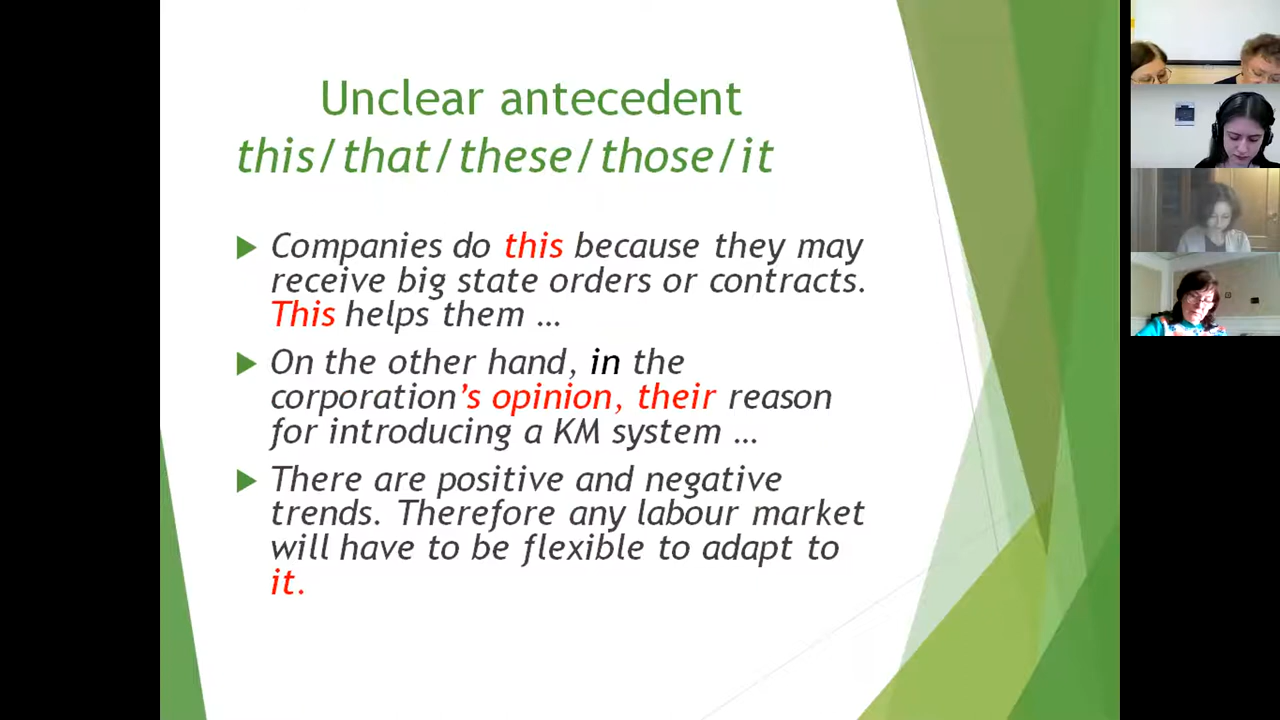 Unclear antecedent
this/that/these/those/it
Companies do this because they may
receive big state orders or contracts.
This helps them …
On the other hand, in the
corporation’s opinion, their reason
for introducing a KM system …
There are positive and negative
trends. Therefore any labour market
will have to be flexible to adapt to
it.